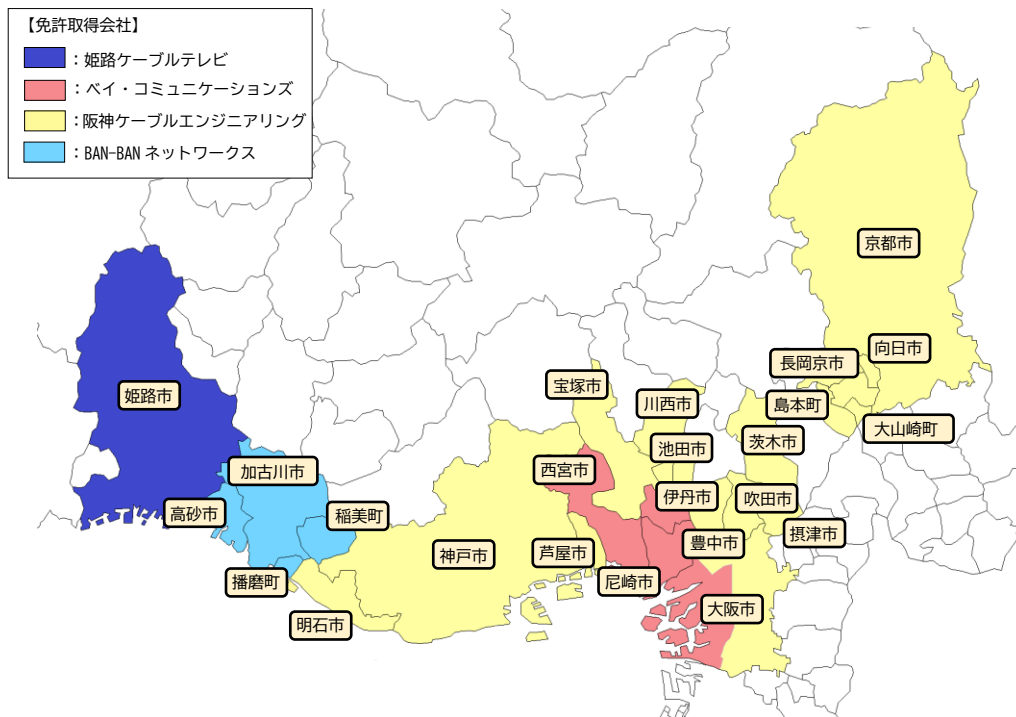 【免許取得会社】
：姫路ケーブルテレビ
：ベイ・コミュニケーションズ
：阪神ケーブルエンジニアリング
：BAN-BAN ネットワークス
京都市
向日市
長岡京市
宝塚市
姫路市
川西市
島本町
大山崎町
茨木市
池田市
西宮市
加古川市
伊丹市
吹田市
高砂市
稲美町
摂津市
豊中市
神戸市
芦屋市
播磨町
尼崎市
大阪市
明石市